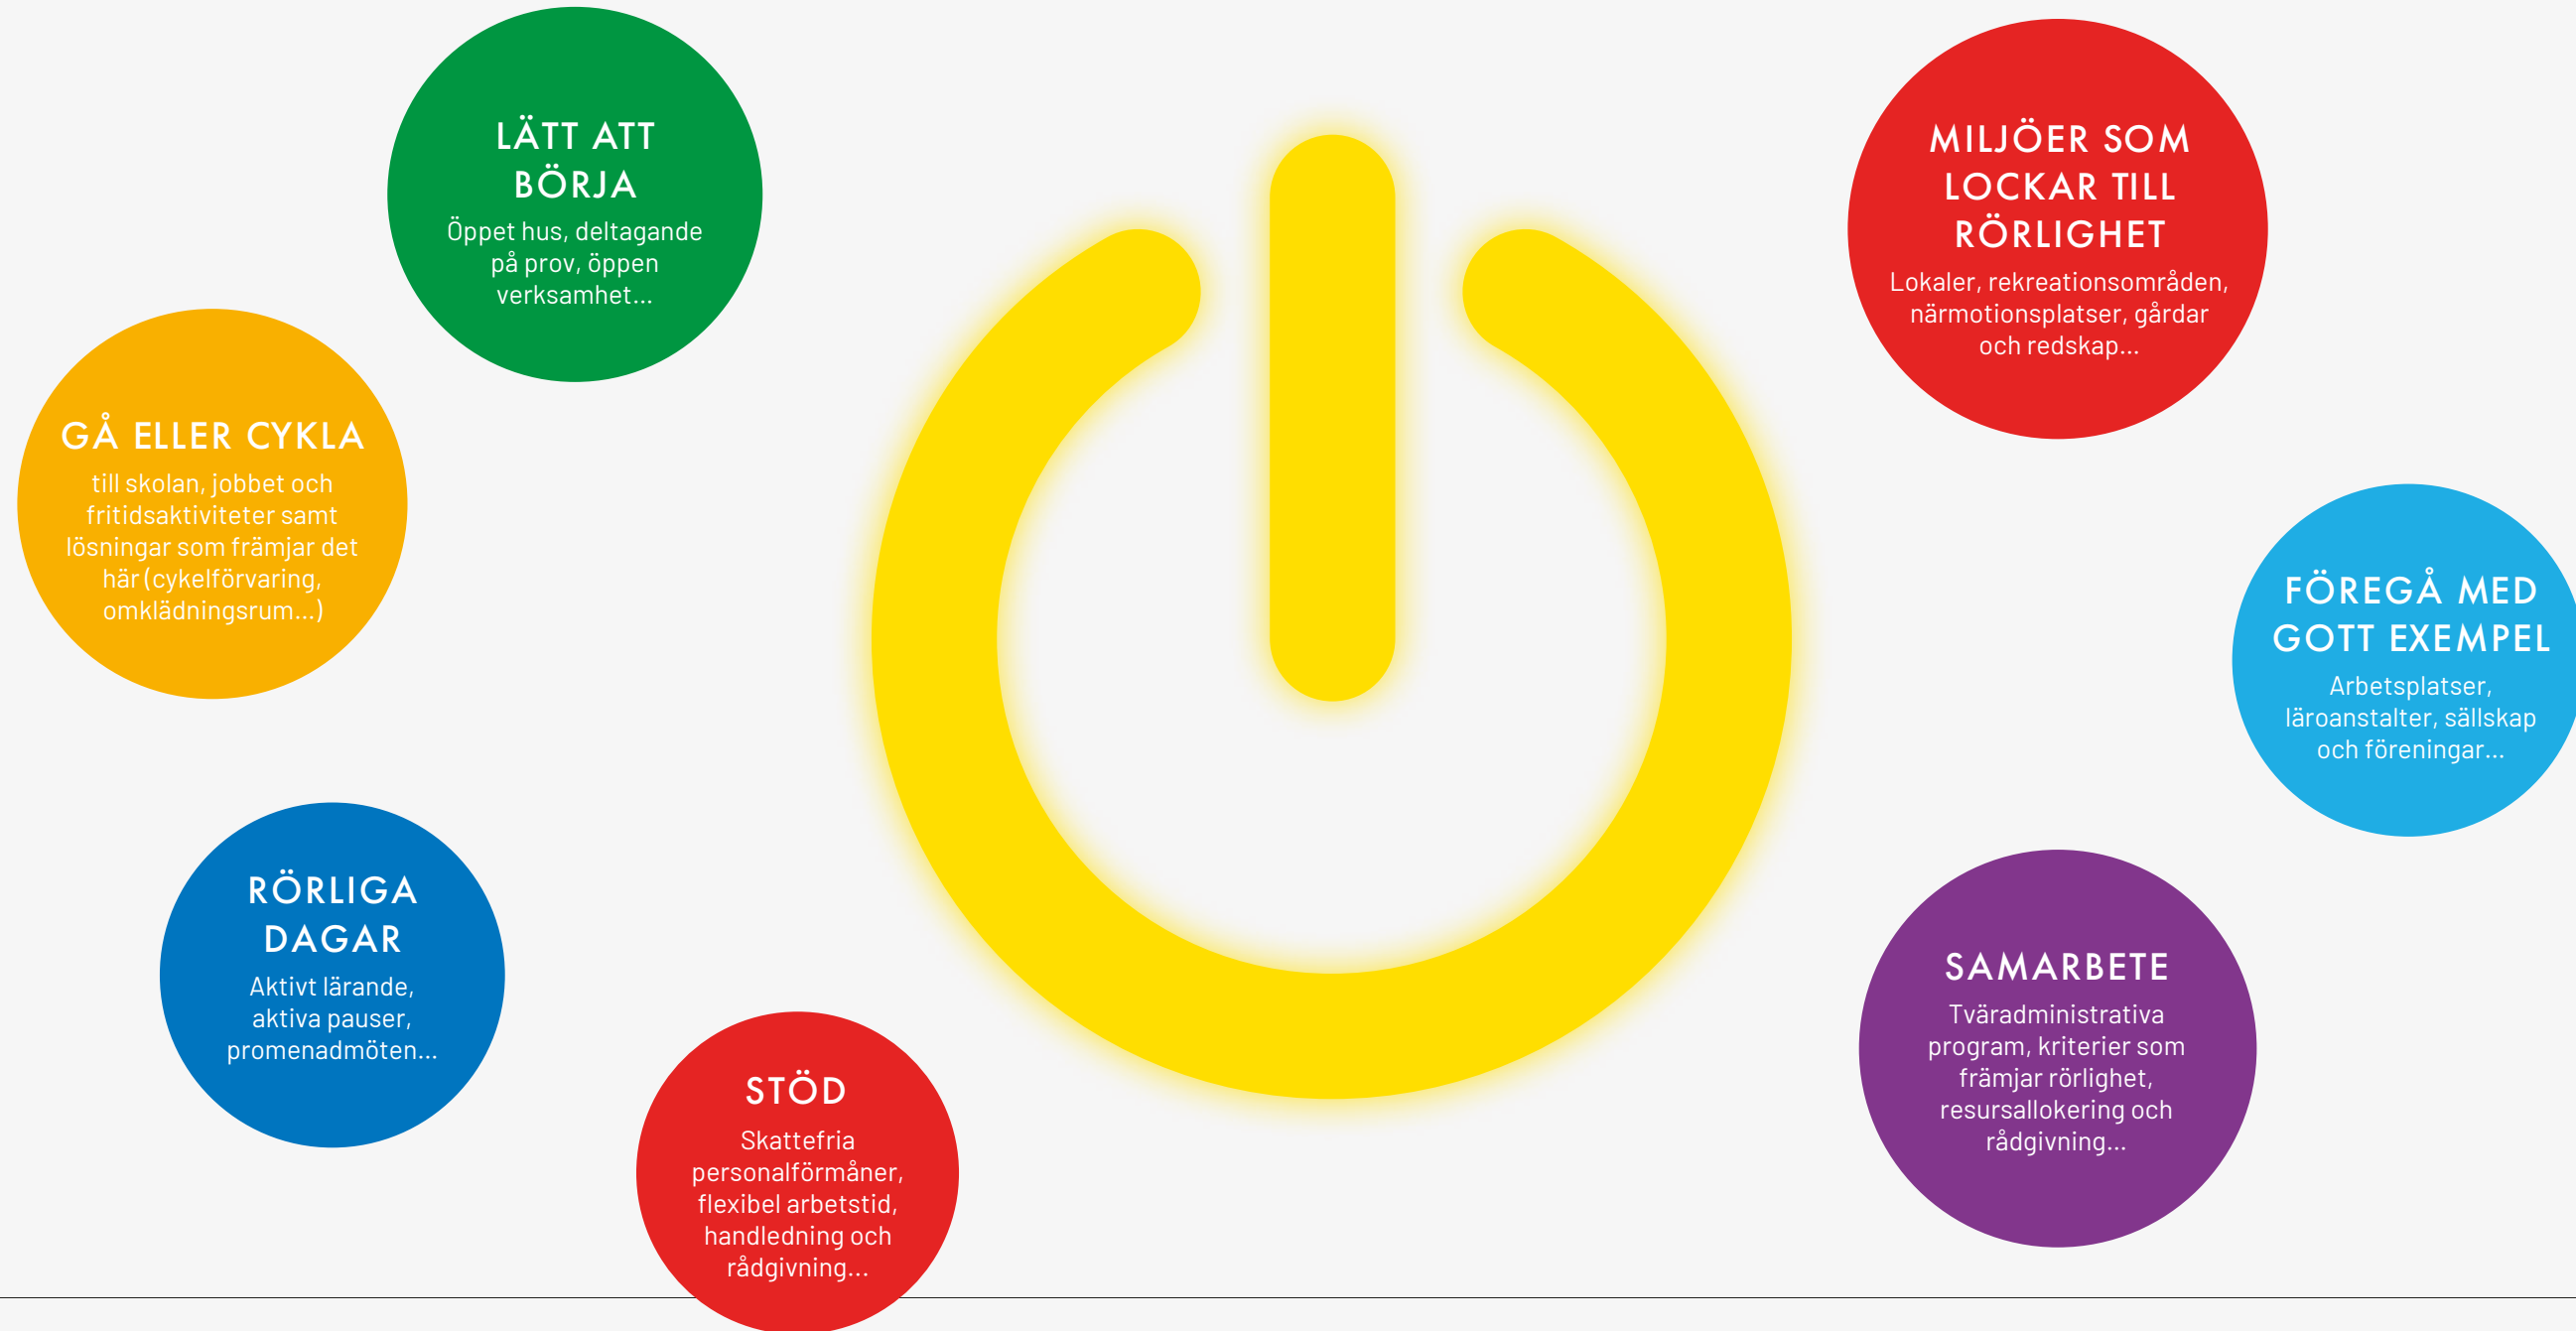 LÄTT ATT
BÖRJA
Öppet hus, deltagande
på prov, öppen
verksamhet...
MILJÖER SOM
LOCKAR TILL
RÖRLIGHET
Lokaler, rekreationsområden,
närmotionsplatser, gårdar
och redskap...
GÅ ELLER CYKLA
till skolan, jobbet och
fritidsaktiviteter samt
lösningar som främjar det
här (cykelförvaring,
omklädningsrum...)
FÖREGÅ MED
GOTT EXEMPEL
Arbetsplatser,
läroanstalter, sällskap
och föreningar...
RÖRLIGA
DAGAR
Aktivt lärande,
aktiva pauser,
promenadmöten...
SAMARBETE
Tväradministrativa
program, kriterier som
främjar rörlighet,
resursallokering och
rådgivning...
STÖD
Skattefria
personalförmåner,
flexibel arbetstid,
handledning och
rådgivning...